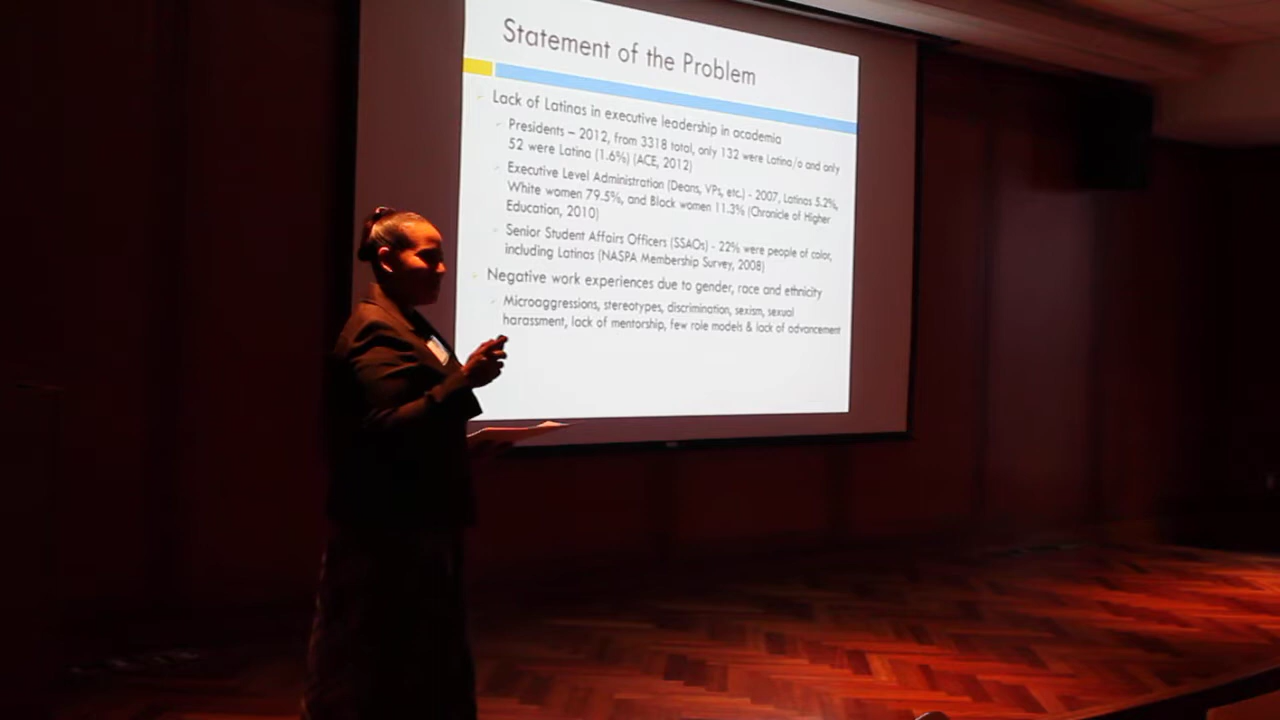 Statement of the Problem
Lack of Latinas in executive leadership in academia
Presidents – 2012, from 3318 total, only 132 were Latina/o and only
52 were Latina (1.6%) (ACE, 2012)
Executive Level Administration (Deans, VPs, etc.) - 2007, Latinas 5.2%,
White women 79.5%, and Black women 11.3% (Chronicle of Higher
Education, 2010)
Senior Student Affairs Officers (SSAOs) - 22% were people of color,
including Latinas (NASPA Membership Survey, 2008)
Negative work experiences due to gender, race and ethnicity
Microaggressions, stereotypes, discrimination, sexism, sexual
harassment, lack of mentorship, few role models & lack of advancement